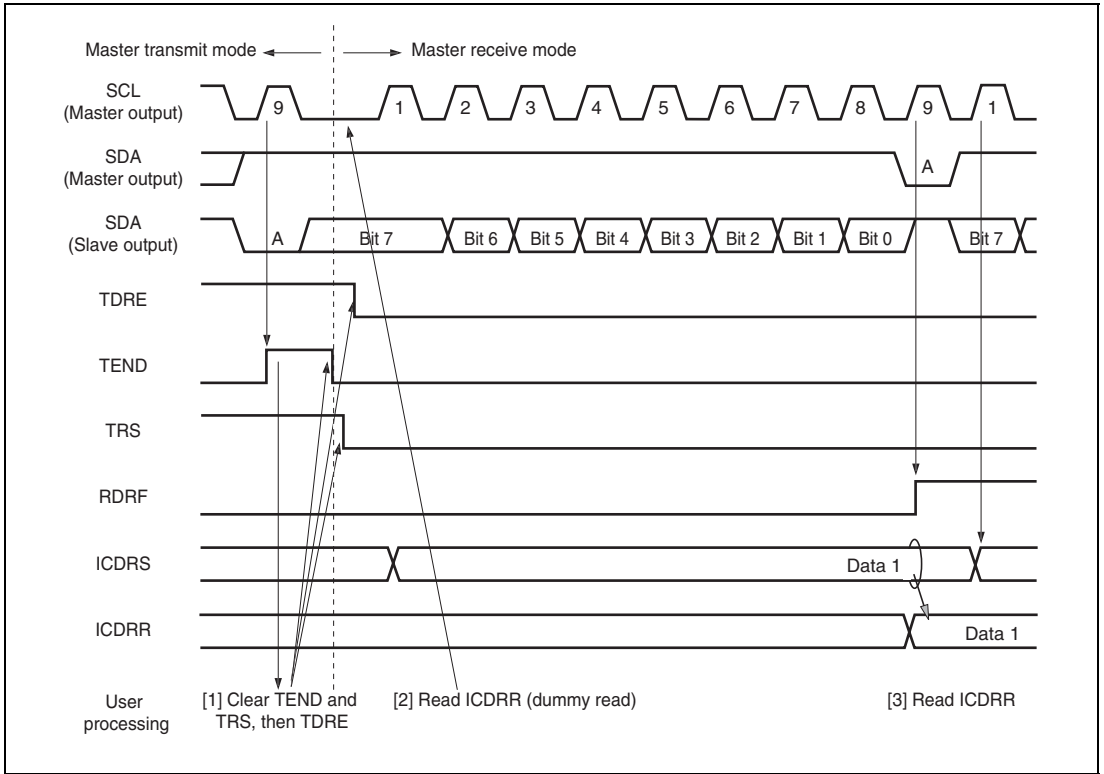 Master transmit mode
Master receive mode
SCL
(Master output)
9
1
2
3
4
5
6
7
8
9
1
SDA
(Master output)
A
SDA
(Slave output)
A
Bit 7
Bit 6
Bit 5
Bit 4
Bit 3
Bit 2
Bit 1
Bit 0
Bit 7
TDRE
TEND
TRS
RDRF
ICDRS
Data 1
ICDRR
Data 1
User
processing
[1] Clear TEND and
TRS, then TDRE
[2] Read ICDRR (dummy read)
[3] Read ICDRR